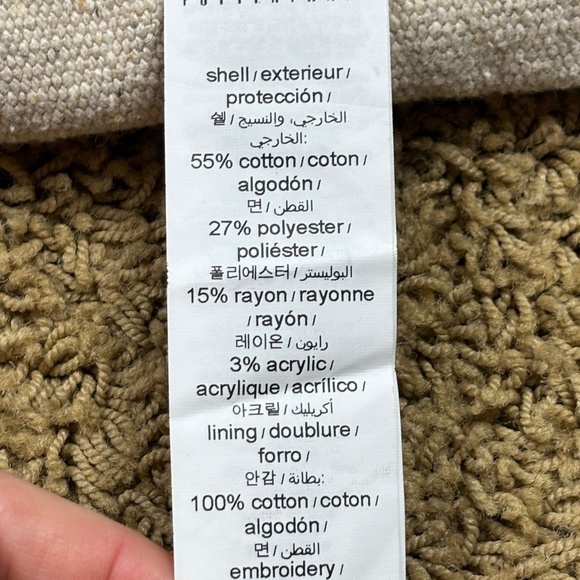 shell / exterieur /
protección /
쉘 / الخارجي، والنسيج
الخارجي:
55% cotton / coton /
algodón /
면 / القطن /
27% polyester /
poliéster /
폴리에스터 / البوليستر /
15% rayon / rayonne
/ rayón /
레이온 / رايون /
3% acrylic /
acrylique / acrílico /
아크릴 / أكريليك /
lining / doublure /
forro /
안감 / بطانة:
100% cotton / coton /
algodón /
면 / القطن
embroidery /